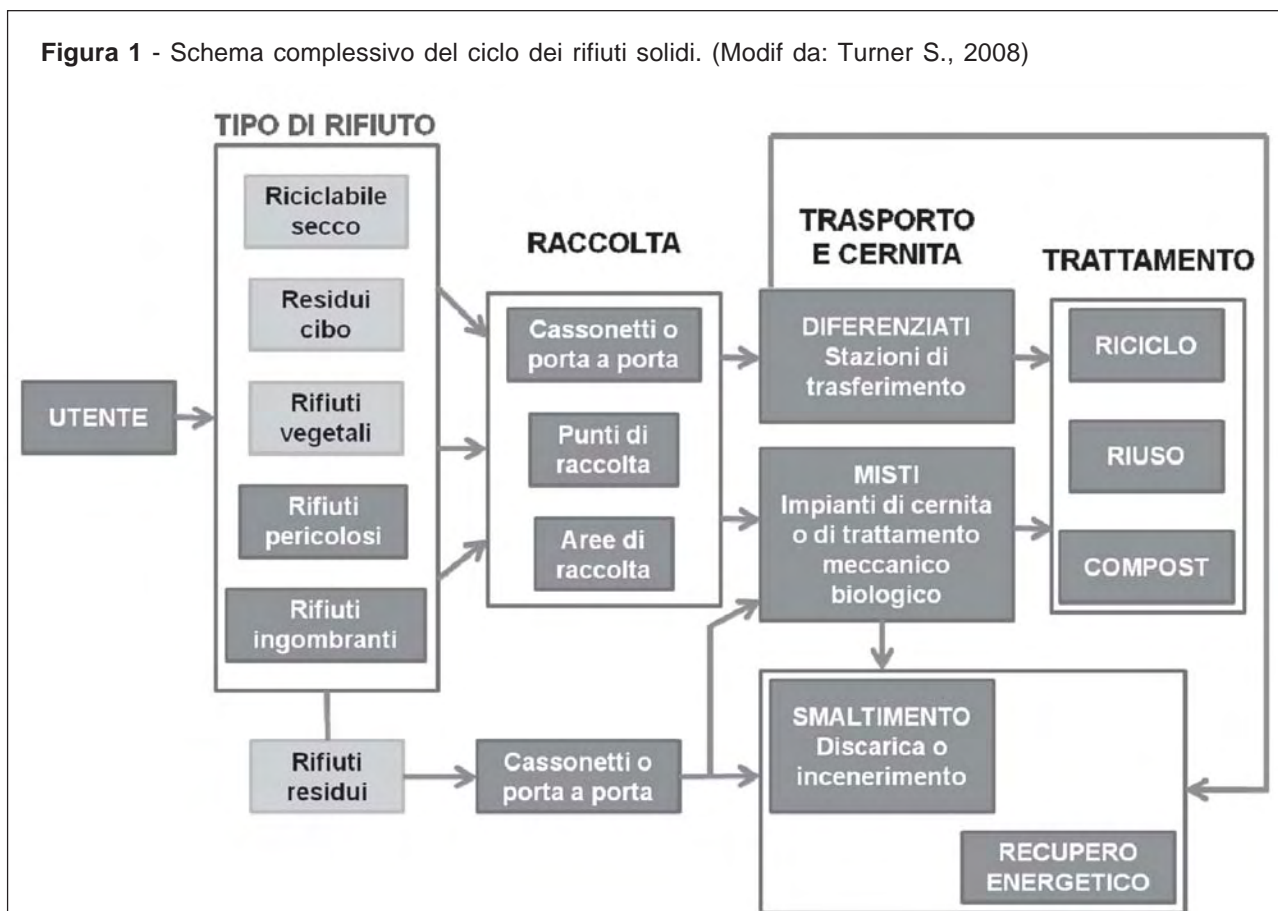 Figura 1 - Schema complessivo del ciclo dei rifiuti solidi. (Modif da: Turner S., 2008)
TIPO DI RIFIUTO
Riciclabile
secco
Residui
cibo
Rifiuti
vegetali
Rifiuti
pericolosi
Rifiuti
ingombranti
UTENTE
RACCOLTA
Cassonetti o
porta a porta
Punti di
raccolta
Aree di
raccolta
TRASPORTO
E CERNITA
DIFERENZIATI
Stazioni di
trasferimento
MISTI
Impianti di cernita
o di trattamento
meccanico
biologico
TRATTAMENTO
RICICLO
RIUSO
COMPOST
Rifiuti
residui
Cassonetti o
porta a porta
SMALTIMENTO
Discarica o
incenerimento
RECUPERO
ENERGETICO